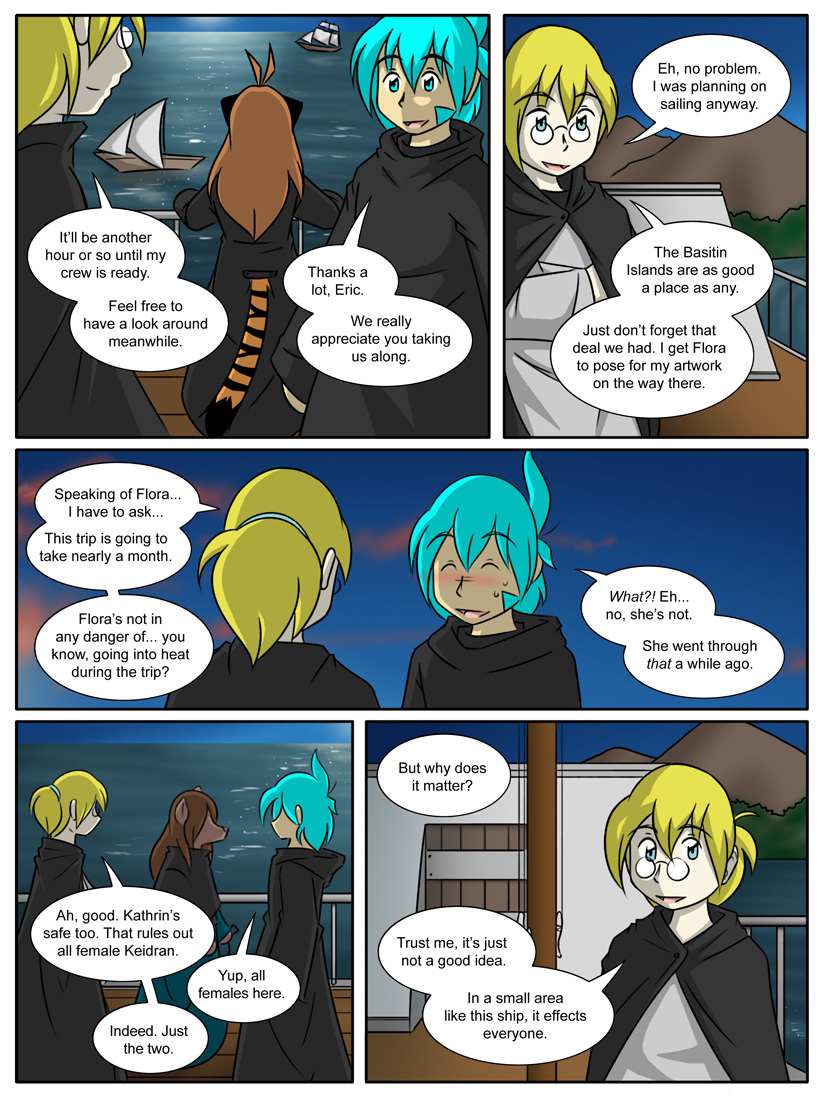 It'll be another
hour or so until my
crew is ready.
Feel free to
have a look around
meanwhile.
Thanks a
lot, Eric.
We really
appreciate you taking
us along.
Eh, no problem.
I was planning on
sailing anyway.
The Basitin
Islands are as good
a place as any.
Just don't forget that
deal we had. I get Flora
to pose for my artwork
on the way there.
Speaking of Flora...
I have to ask...
This trip is going to
take nearly a month.
Flora's not in
any danger of... you
know, going into heat
during the trip?
What?! Eh...
no, she's not.
She went through
that a while ago.
Ah, good. Kathrin's
safe too. That rules out
all female Keidran.
Yup, all
females here.
Indeed. Just
the two.
But why does
it matter?
Trust me, it's just
not a good idea.
In a small area
like this ship, it effects
everyone.